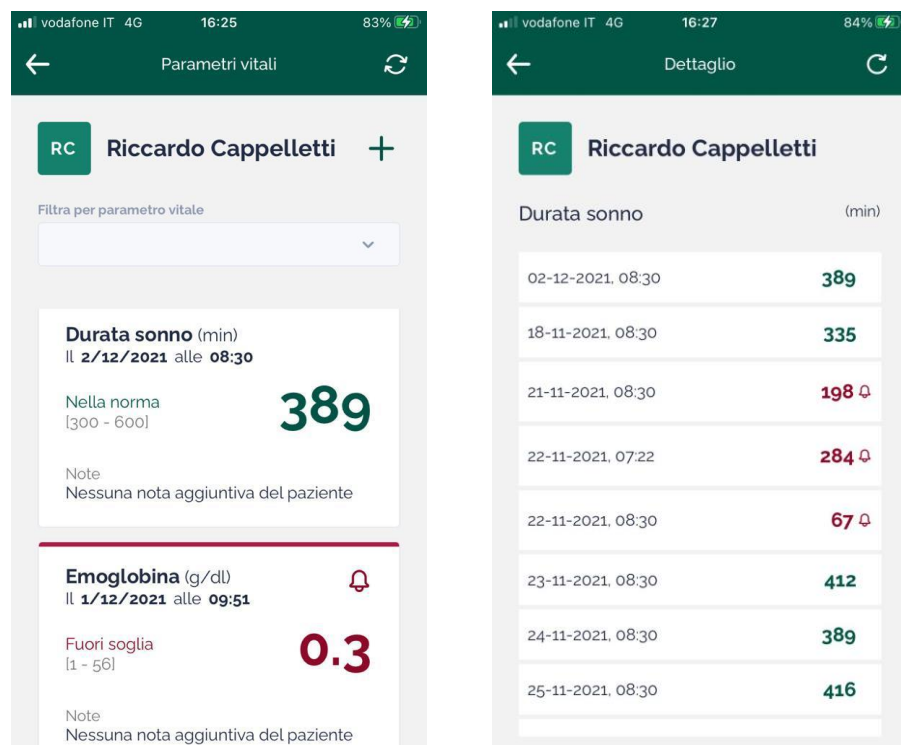 vodafone IT 4G 16:25 83%
Parametri vitali
RC Riccardo Cappelletti
Filtra per parametro vitale
Durata sonno (min)
Il 2/12/2021 alle 08:30
Nella norma 389
[300 - 600]
Note
Nessuna nota aggiuntiva del paziente
Emoglobina (g/dl)
Il 1/12/2021 alle 09:51
Fuori soglia 0.3
[1 - 56]
Note
Nessuna nota aggiuntiva del paziente
vodafone IT 4G 16:27 84%
Dettaglio
RC Riccardo Cappelletti
Durata sonno (min)
02-12-2021, 08:30 389
18-11-2021, 08:30 335
21-11-2021, 08:30 198
22-11-2021, 07:22 284
22-11-2021, 08:30 67
23-11-2021, 08:30 412
24-11-2021, 08:30 389
25-11-2021, 08:30 416